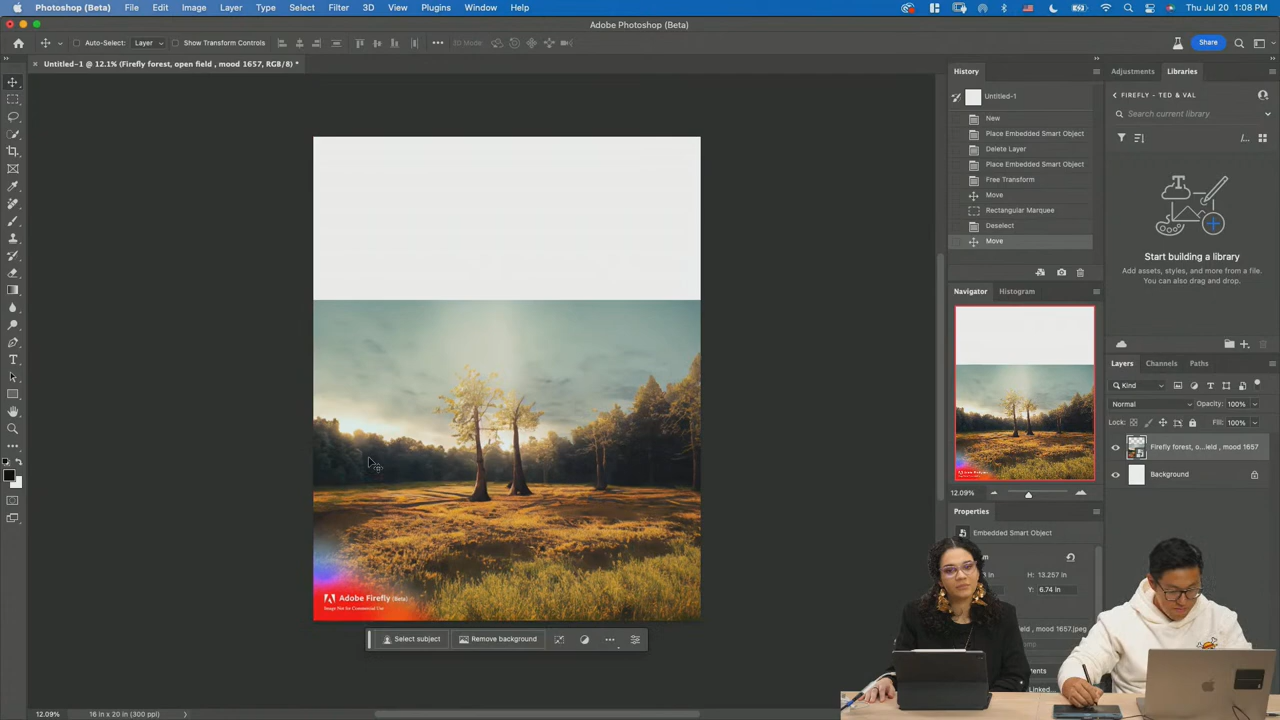 Photoshop (Beta) File Edit Image Layer Type Select Filter 3D View Plugins Window Help
Thu Jul 20 1:08 PM
Adobe Photoshop (Beta)
Auto-Select: Layer Show Transform Controls
3D Mode:
Share
Untitled-1 @ 12.1% (Firefly forest, open field , mood 1657, RGB/8) *
History
Untitled-1
New
Place Embedded Smart Object
Delete Layer
Place Embedded Smart Object
Free Transform
Move
Rectangular Marquee
Deselect
Move
Adjustments Libraries
FIREFLY - TED & VAL
Search current library
Start building a library
Add assets, styles, and more from a file.
You can also drag and drop.
Navigator Histogram
12.09%
Layers Channels Paths
Kind
Normal Opacity: 100%
Lock: Fill: 100%
Firefly forest, o...ield , mood 1657
Background
Properties
Embedded Smart Object
H: 13.257 in
Y: 6.74 in
Adobe Firefly (Beta)
Image Not for Commercial Use
Select subject Remove background
12.09% 16 in x 20 in (300 ppi)